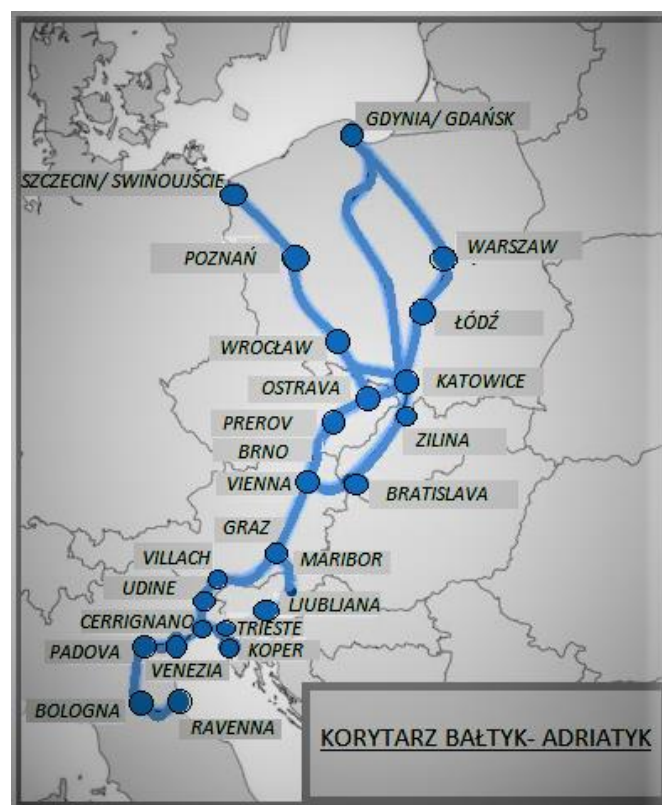 GDYNIA/ GDAŃSK
SZCZECIN/ SWINOUJŚCIE
WARSZAW
POZNAŃ
ŁÓDŹ
WROCŁAW
KATOWICE
OSTRAVA
PREROV
ZILINA
BRNO
VIENNA
BRATISLAVA
GRAZ
VILLACH
MARIBOR
UDINE
LJUBLJANA
CERRIGNANO
TRIESTE
PADOVA
KOPER
VENEZIA
BOLOGNA
RAVENNA
KORYTARZ BAŁTYK- ADRIATYK